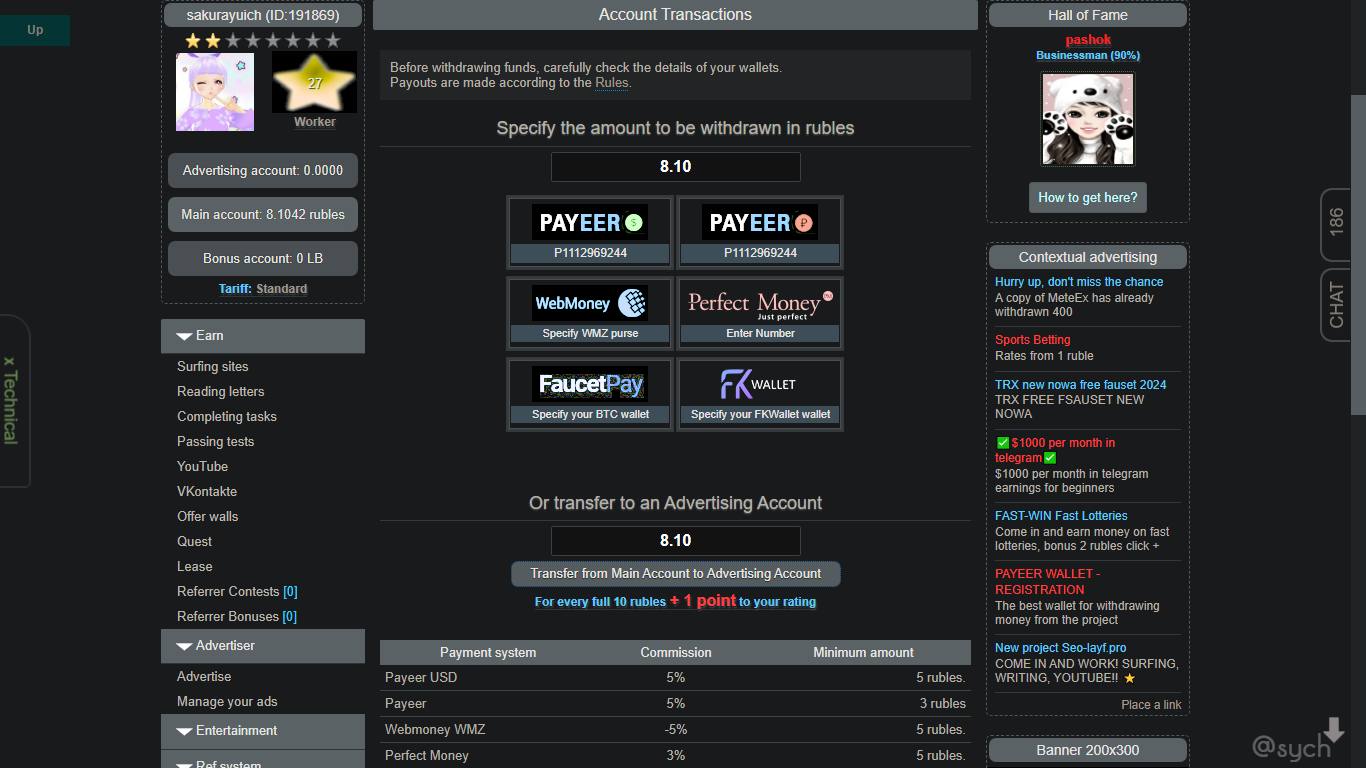 Up
x Technical
sakurayuich (ID:191869)
27
Worker
Advertising account: 0.0000
Main account: 8.1042 rubles
Bonus account: 0 LB
Tariff: Standard
Earn
Surfing sites
Reading letters
Completing tasks
Passing tests
YouTube
VKontakte
Offer walls
Quest
Lease
Referrer Contests [0]
Referrer Bonuses [0]
Advertiser
Advertise
Manage your ads
Entertainment
Ref system
Account Transactions
Before withdrawing funds, carefully check the details of your wallets.
Payouts are made according to the Rules.
Specify the amount to be withdrawn in rubles
8.10
PAYEER $
P1112969244
PAYEER ₽
P1112969244
WebMoney
Specify WMZ purse
Perfect Money
Just perfect
Enter Number
FaucetPay
Specify your BTC wallet
FK WALLET
Specify your FKWallet wallet
Or transfer to an Advertising Account
8.10
Transfer from Main Account to Advertising Account
For every full 10 rubles + 1 point to your rating
Payment system Commission Minimum amount
Payeer USD 5% 5 rubles.
Payeer 5% 3 rubles
Webmoney WMZ -5% 5 rubles.
Perfect Money 3% 5 rubles.
Hall of Fame
pashok
Businessman (90%)
How to get here?
Contextual advertising
Hurry up, don't miss the chance
A copy of MeteEx has already
withdrawn 400
Sports Betting
Rates from 1 ruble
TRX new nowa free fauset 2024
TRX FREE FSAUSET NEW
NOWA
✅$1000 per month in
telegram✅
$1000 per month in telegram
earnings for beginners
FAST-WIN Fast Lotteries
Come in and earn money on fast
lotteries, bonus 2 rubles click +
PAYEER WALLET -
REGISTRATION
The best wallet for withdrawing
money from the project
New project Seo-layf.pro
COME IN AND WORK! SURFING,
WRITING, YOUTUBE!! ⭐
Place a link
Banner 200x300
186
CHAT
@sych